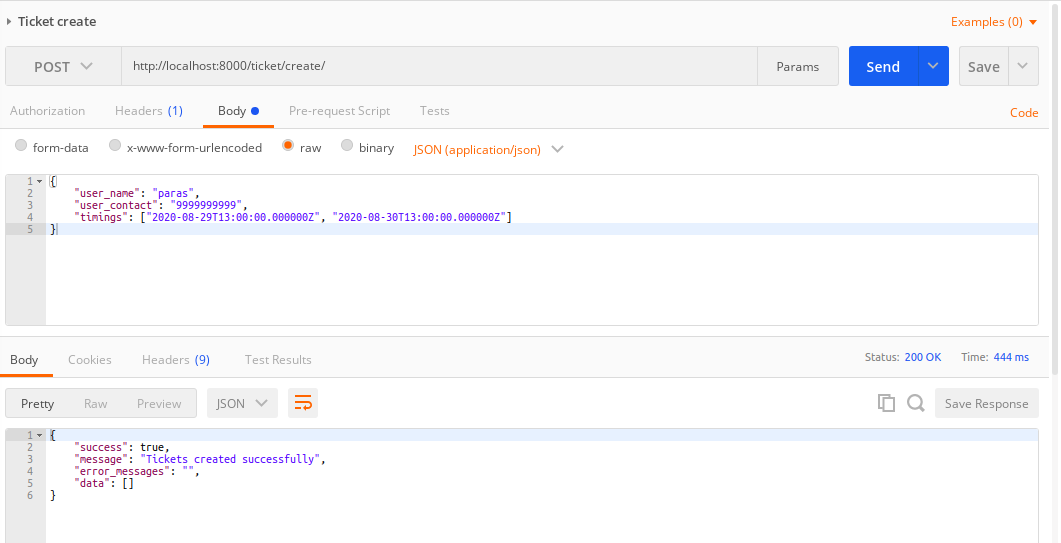 Ticket create
Examples (0)
POST
http://localhost:8000/ticket/create/
Params
Send
Save
Authorization
Headers (1)
Body
Pre-request Script
Tests
Code
form-data
x-www-form-urlencoded
raw
binary
JSON (application/json)
1 {
2 "user_name": "paras",
3 "user_contact": "9999999999",
4 "timings": ["2020-08-29T13:00:00.000000Z", "2020-08-30T13:00:00.000000Z"]
5 }
Body
Cookies
Headers (9)
Test Results
Status: 200 OK
Time: 444 ms
Pretty
Raw
Preview
JSON
Save Response
1 {
2 "success": true,
3 "message": "Tickets created successfully",
4 "error_messages": "",
5 "data": []
6 }